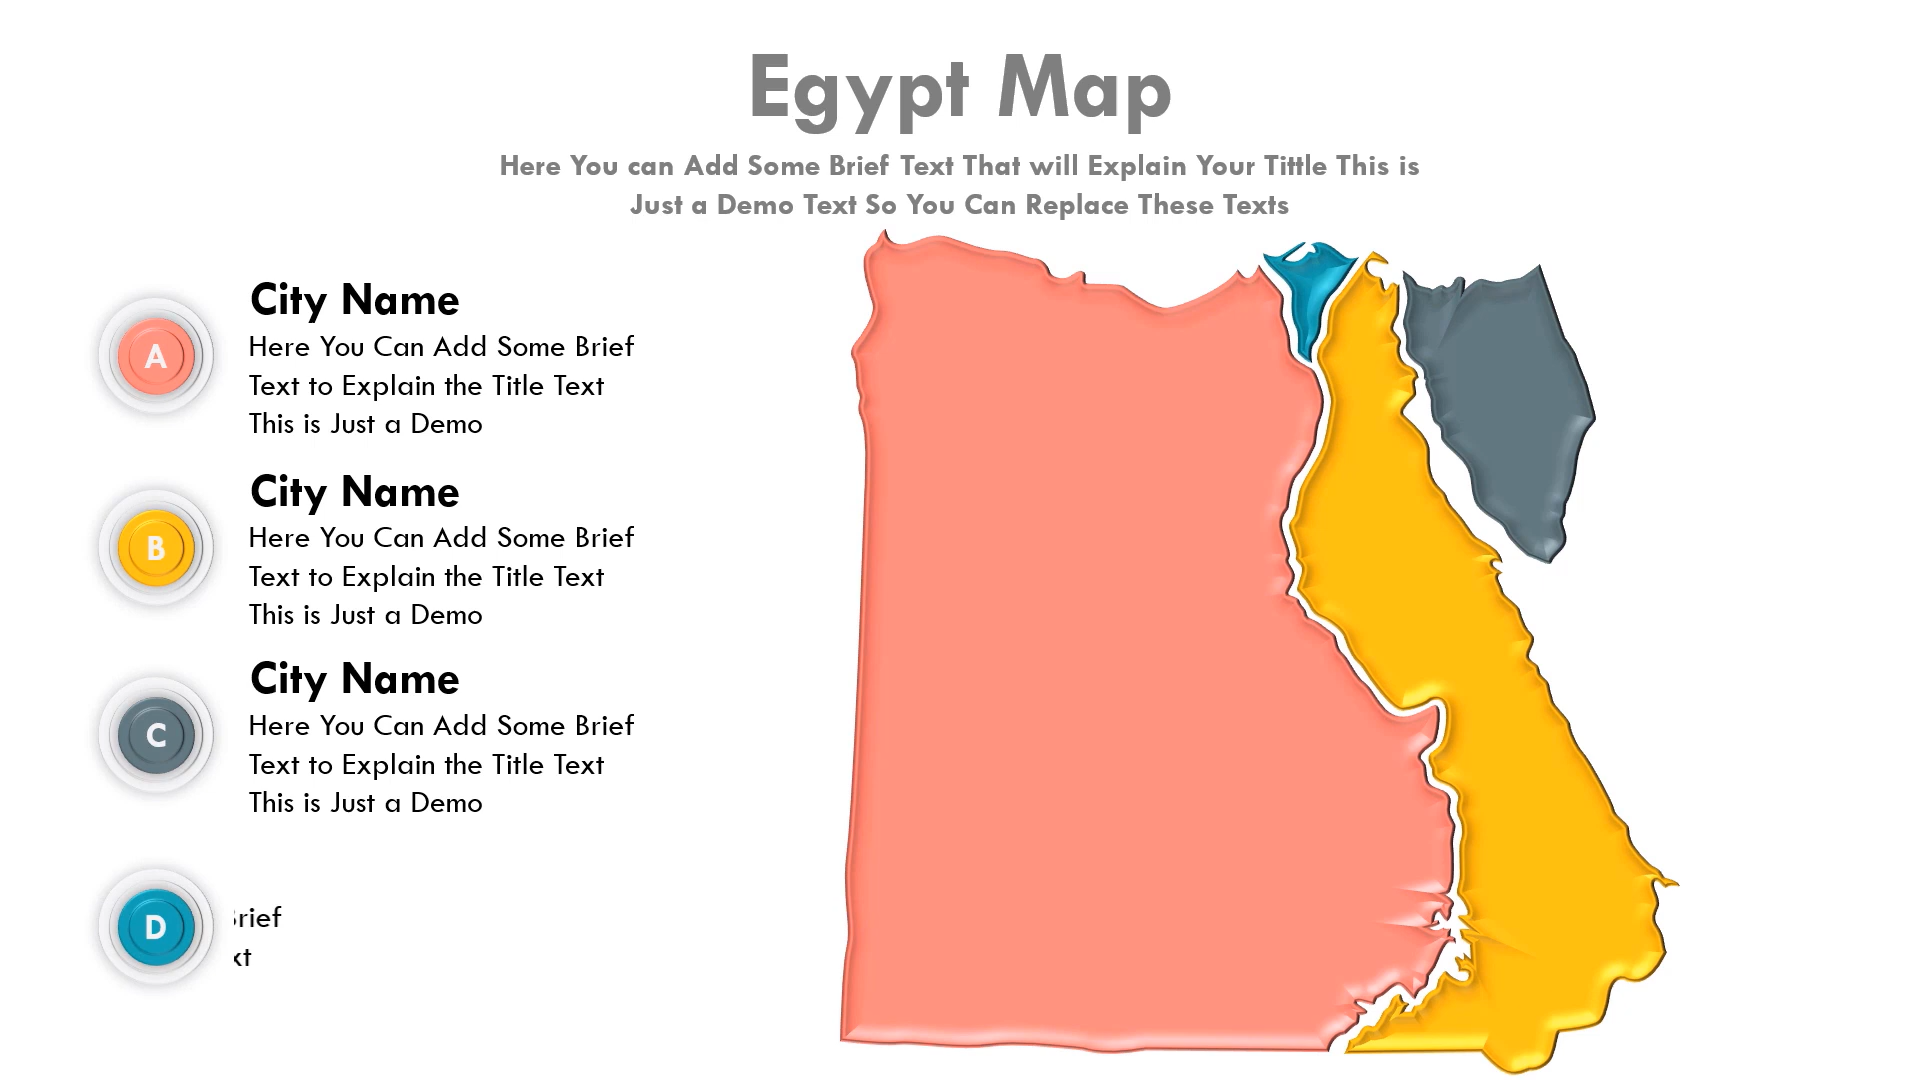 Egypt Map
Here You can Add Some Brief Text That will Explain Your Tittle This is
Just a Demo Text So You Can Replace These Texts
A
City Name
Here You Can Add Some Brief
Text to Explain the Title Text
This is Just a Demo
B
City Name
Here You Can Add Some Brief
Text to Explain the Title Text
This is Just a Demo
C
City Name
Here You Can Add Some Brief
Text to Explain the Title Text
This is Just a Demo
D